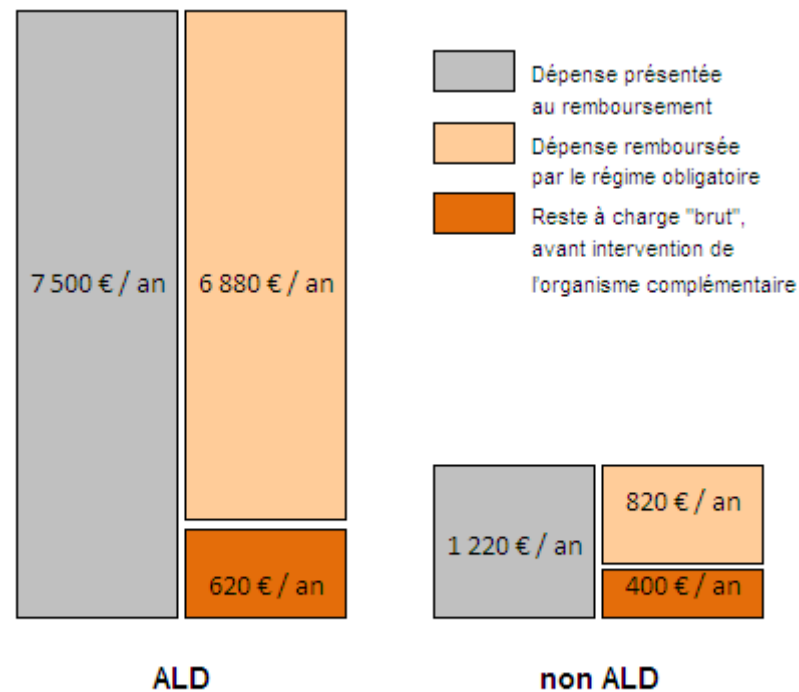 Dépense présentée
au remboursement
Dépense remboursée
par le régime obligatoire
Reste à charge "brut",
avant intervention de
l'organisme complémentaire
7 500 € / an
6 880 € / an
620 € / an
1 220 € / an
820 € / an
400 € / an
ALD
non ALD